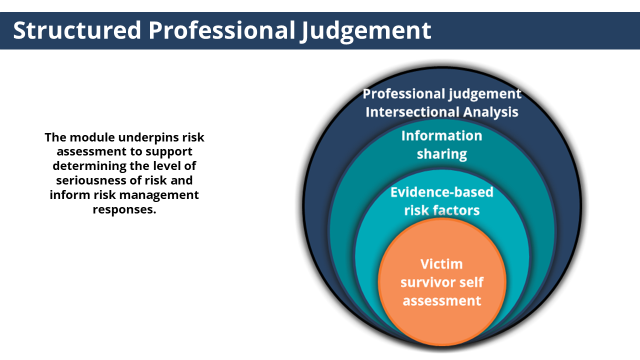 Structured Professional Judgement
The module underpins risk
assessment to support
determining the level of
seriousness of risk and
inform risk management
responses.
Professional judgement
Intersectional Analysis
Information
sharing
Evidence-based
risk factors
Victim
survivor self
assessment